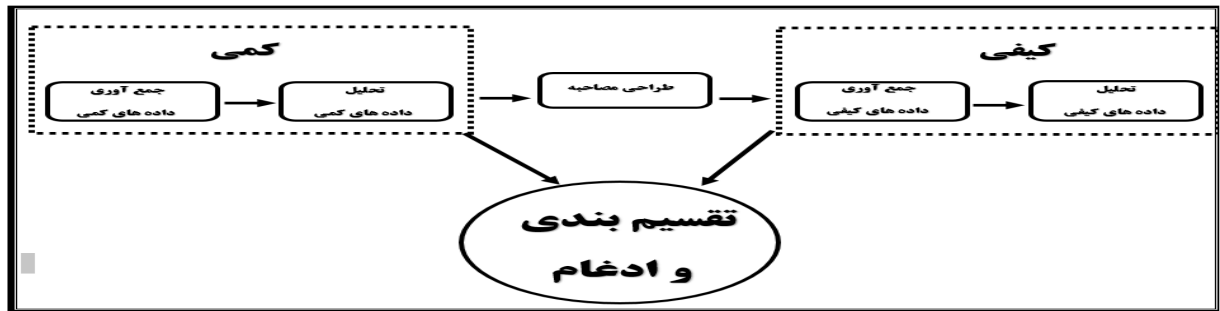 کمی
جمع آوری
داده های کمی
تحلیل
داده های کمی
طراحی مصاحبه
کیفی
جمع آوری
داده های کیفی
تحلیل
داده های کیفی
تقسیم بندی
و ادغام